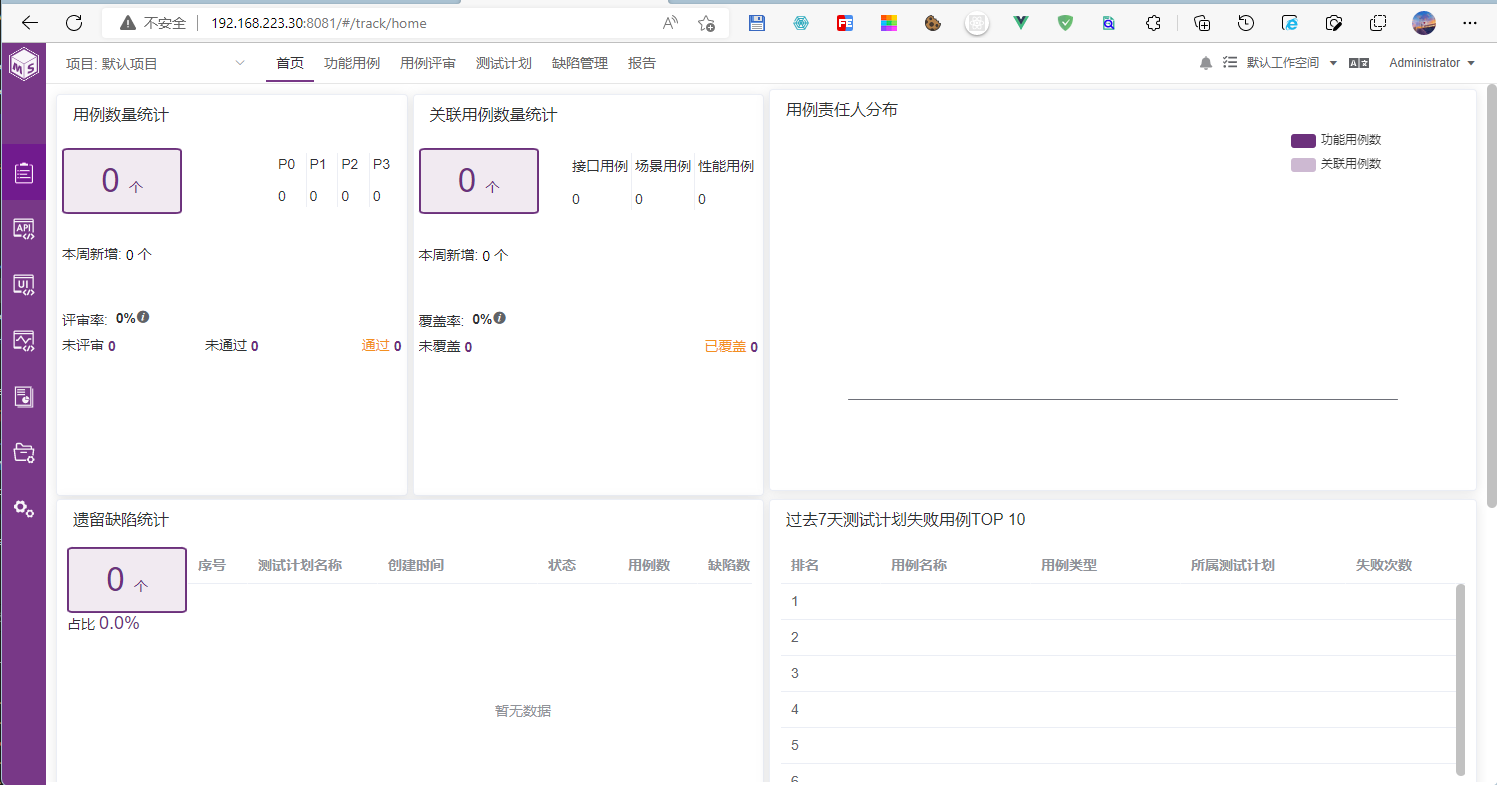 不安全 192.168.223.30:8081/#/track/home
MS 项目: 默认项目 首页 功能用例 用例评审 测试计划 缺陷管理 报告 默认工作空间 Administrator
用例数量统计
0 个
P0 P1 P2 P3
0 0 0 0
本周新增: 0 个
评审率: 0%
未评审 0 未通过 0 通过 0
关联用例数量统计
0 个
接口用例 场景用例 性能用例
0 0 0
本周新增: 0 个
覆盖率: 0%
未覆盖 0 已覆盖 0
用例责任人分布
功能用例数
关联用例数
API
UI
遗留缺陷统计
0 个
占比 0.0%
序号 测试计划名称 创建时间 状态 用例数 缺陷数
暂无数据
过去7天测试计划失败用例TOP 10
排名 用例名称 用例类型 所属测试计划 失败次数
1
2
3
4
5
6